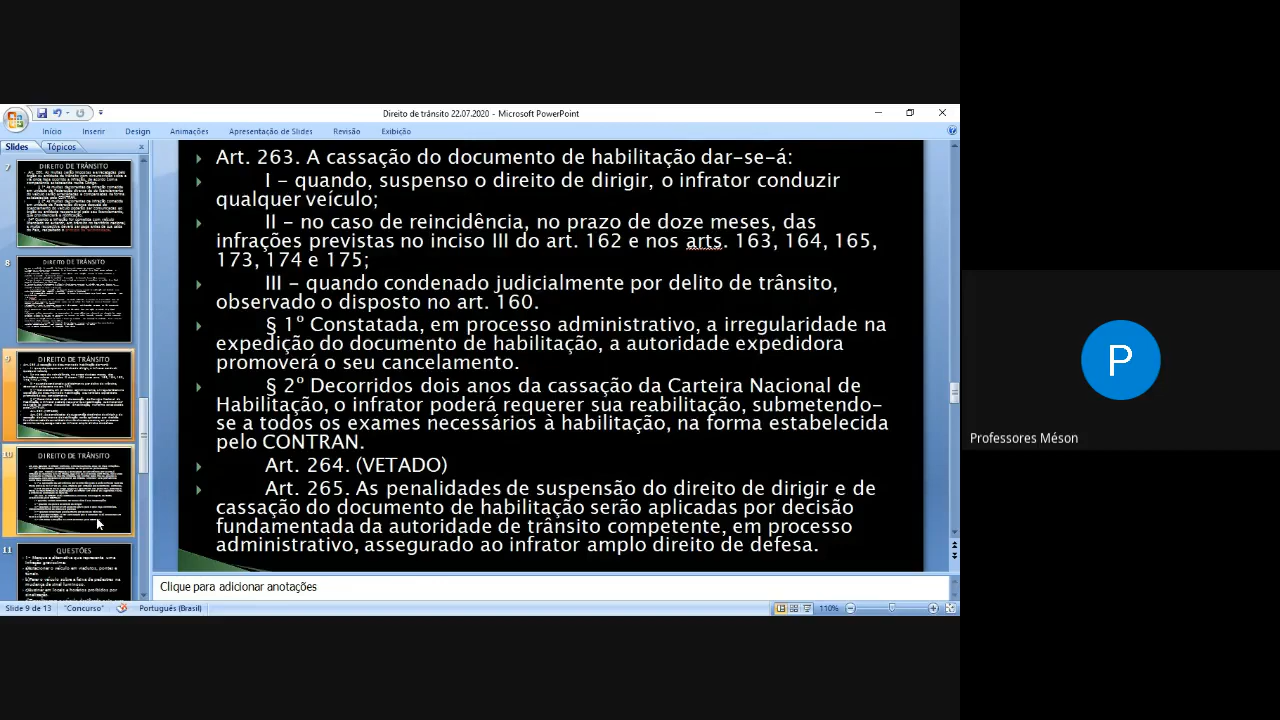 Direito de trânsito 22.07.2020 - Microsoft PowerPoint
Início Inserir Design Animações Apresentação de Slides Revisão Exibição
Slides Tópicos
7
DIREITO DE TRÂNSITO
8
DIREITO DE TRÂNSITO
9
DIREITO DE TRÂNSITO
10
DIREITO DE TRÂNSITO
11
QUESTÕES
Art. 263. A cassação do documento de habilitação dar-se-á:
I – quando, suspenso o direito de dirigir, o infrator conduzir
qualquer veículo;
II – no caso de reincidência, no prazo de doze meses, das
infrações previstas no inciso III do art. 162 e nos arts. 163, 164, 165,
173, 174 e 175;
III – quando condenado judicialmente por delito de trânsito,
observado o disposto no art. 160.
§ 1º Constatada, em processo administrativo, a irregularidade na
expedição do documento de habilitação, a autoridade expedidora
promoverá o seu cancelamento.
§ 2º Decorridos dois anos da cassação da Carteira Nacional de
Habilitação, o infrator poderá requerer sua reabilitação, submetendo-
se a todos os exames necessários à habilitação, na forma estabelecida
pelo CONTRAN.
Art. 264. (VETADO)
Art. 265. As penalidades de suspensão do direito de dirigir e de
cassação do documento de habilitação serão aplicadas por decisão
fundamentada da autoridade de trânsito competente, em processo
administrativo, assegurado ao infrator amplo direito de defesa.
Clique para adicionar anotações
Slide 9 de 13 "Concurso" Português (Brasil) 110%
P
Professores Méson